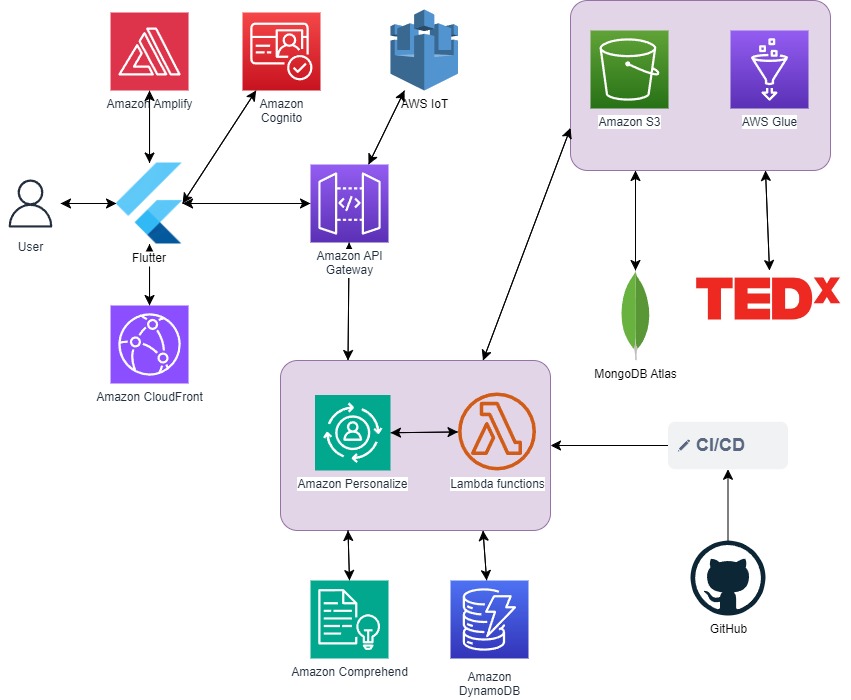 Amazon Amplify
Amazon
Cognito
AWS IoT
Amazon S3
AWS Glue
User
Flutter
</>
Amazon API
Gateway
TEDx
MongoDB Atlas
Amazon CloudFront
Amazon Personalize
Lambda functions
CI/CD
GitHub
Amazon Comprehend
Amazon
DynamoDB